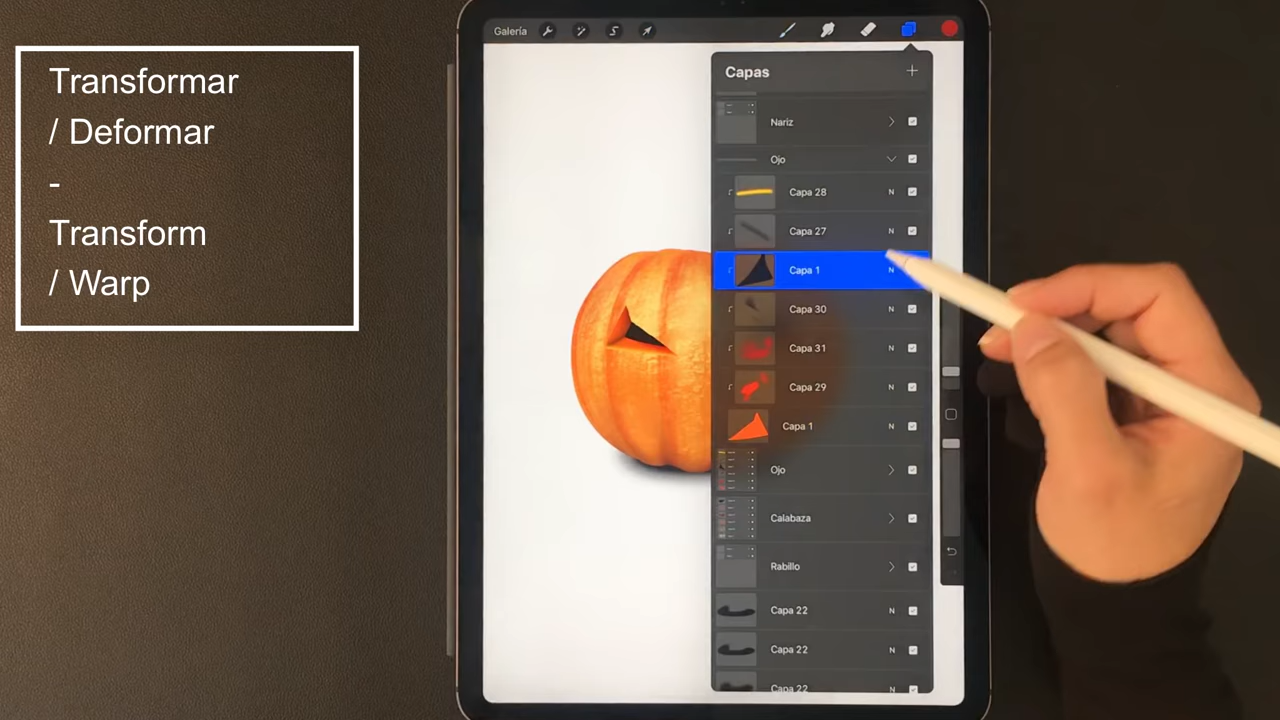 Transformar
/ Deformar
-
Transform
/ Warp
Galería
Capas
Nariz
Ojo
Capa 28 N
Capa 27 N
Capa 1 N
Capa 30 N
Capa 31 N
Capa 29 N
Capa 1 N
Ojo
Calabaza
Rabillo
Capa 22 N
Capa 22 N
Capa 22 N